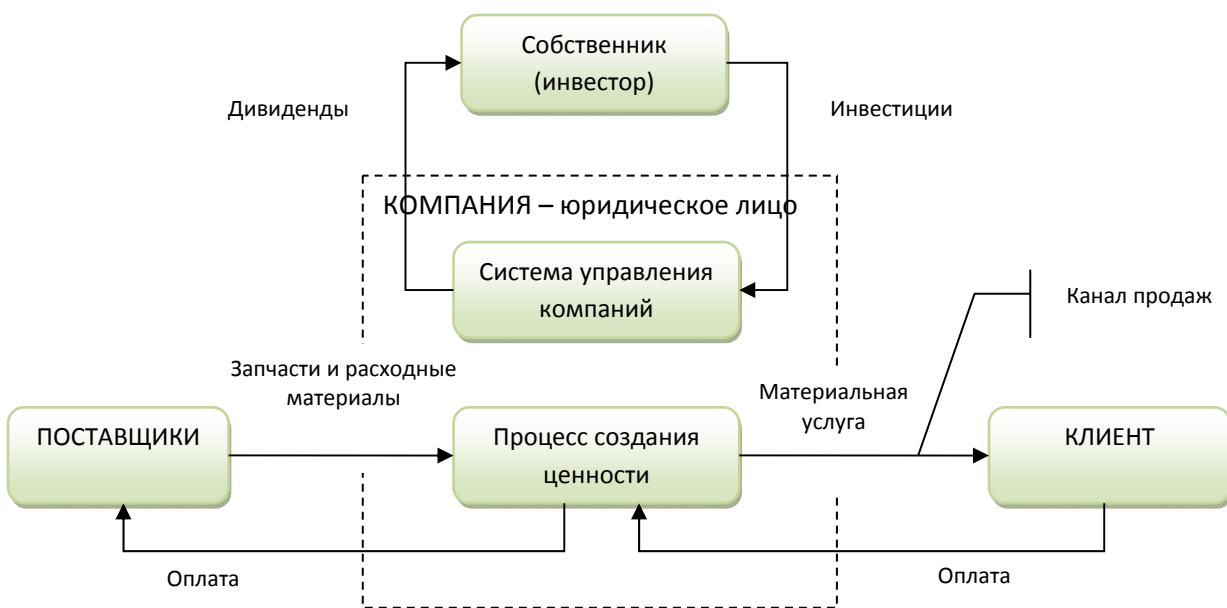 Собственник
(инвестор)
Дивиденды
Инвестиции
КОМПАНИЯ – юридическое лицо
Система управления
компаний
Канал продаж
Запчасти и расходные
материалы
Материальная
услуга
ПОСТАВЩИКИ
Процесс создания
ценности
КЛИЕНТ
Оплата
Оплата